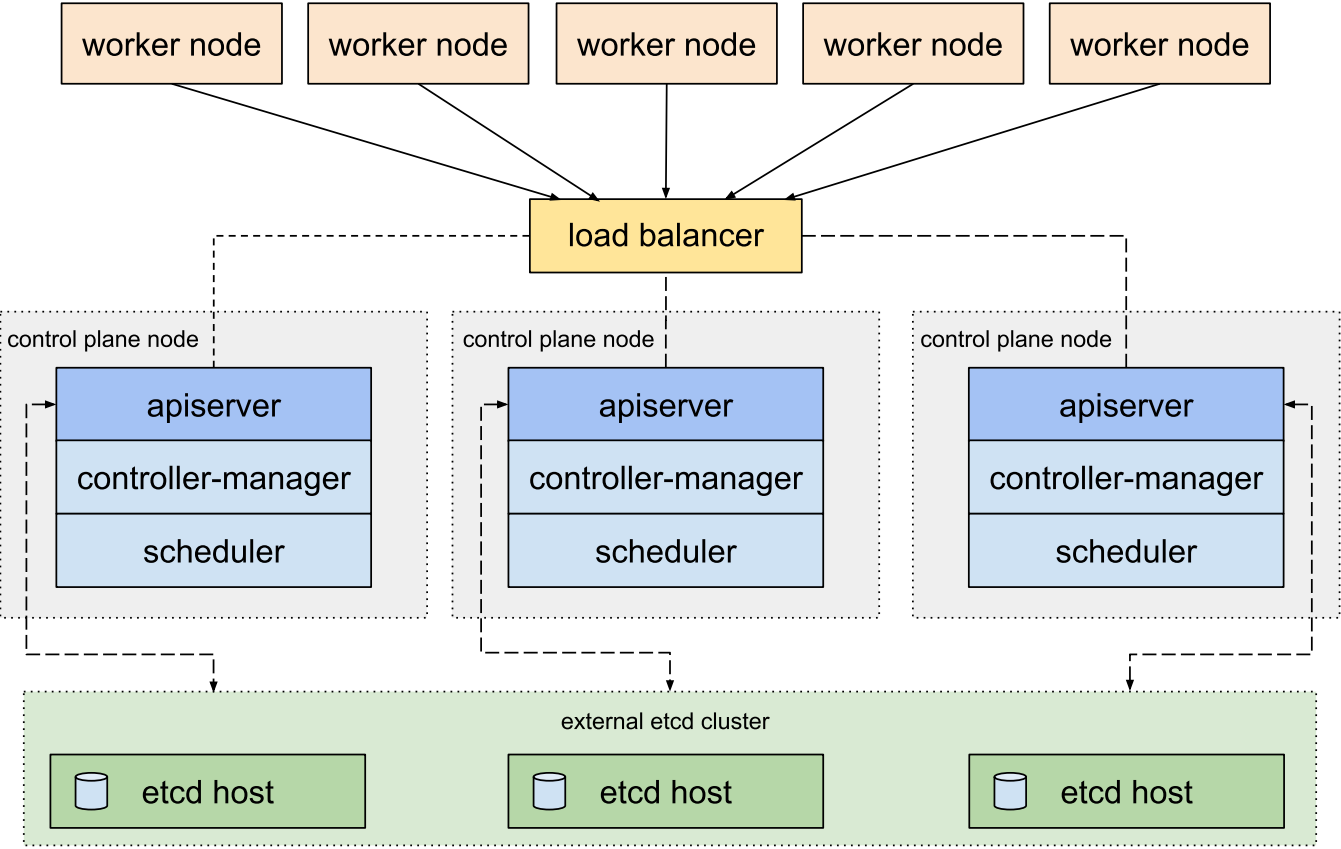 worker node
worker node
worker node
worker node
worker node
load balancer
control plane node
apiserver
controller-manager
scheduler
control plane node
apiserver
controller-manager
scheduler
control plane node
apiserver
controller-manager
scheduler
external etcd cluster
etcd host
etcd host
etcd host